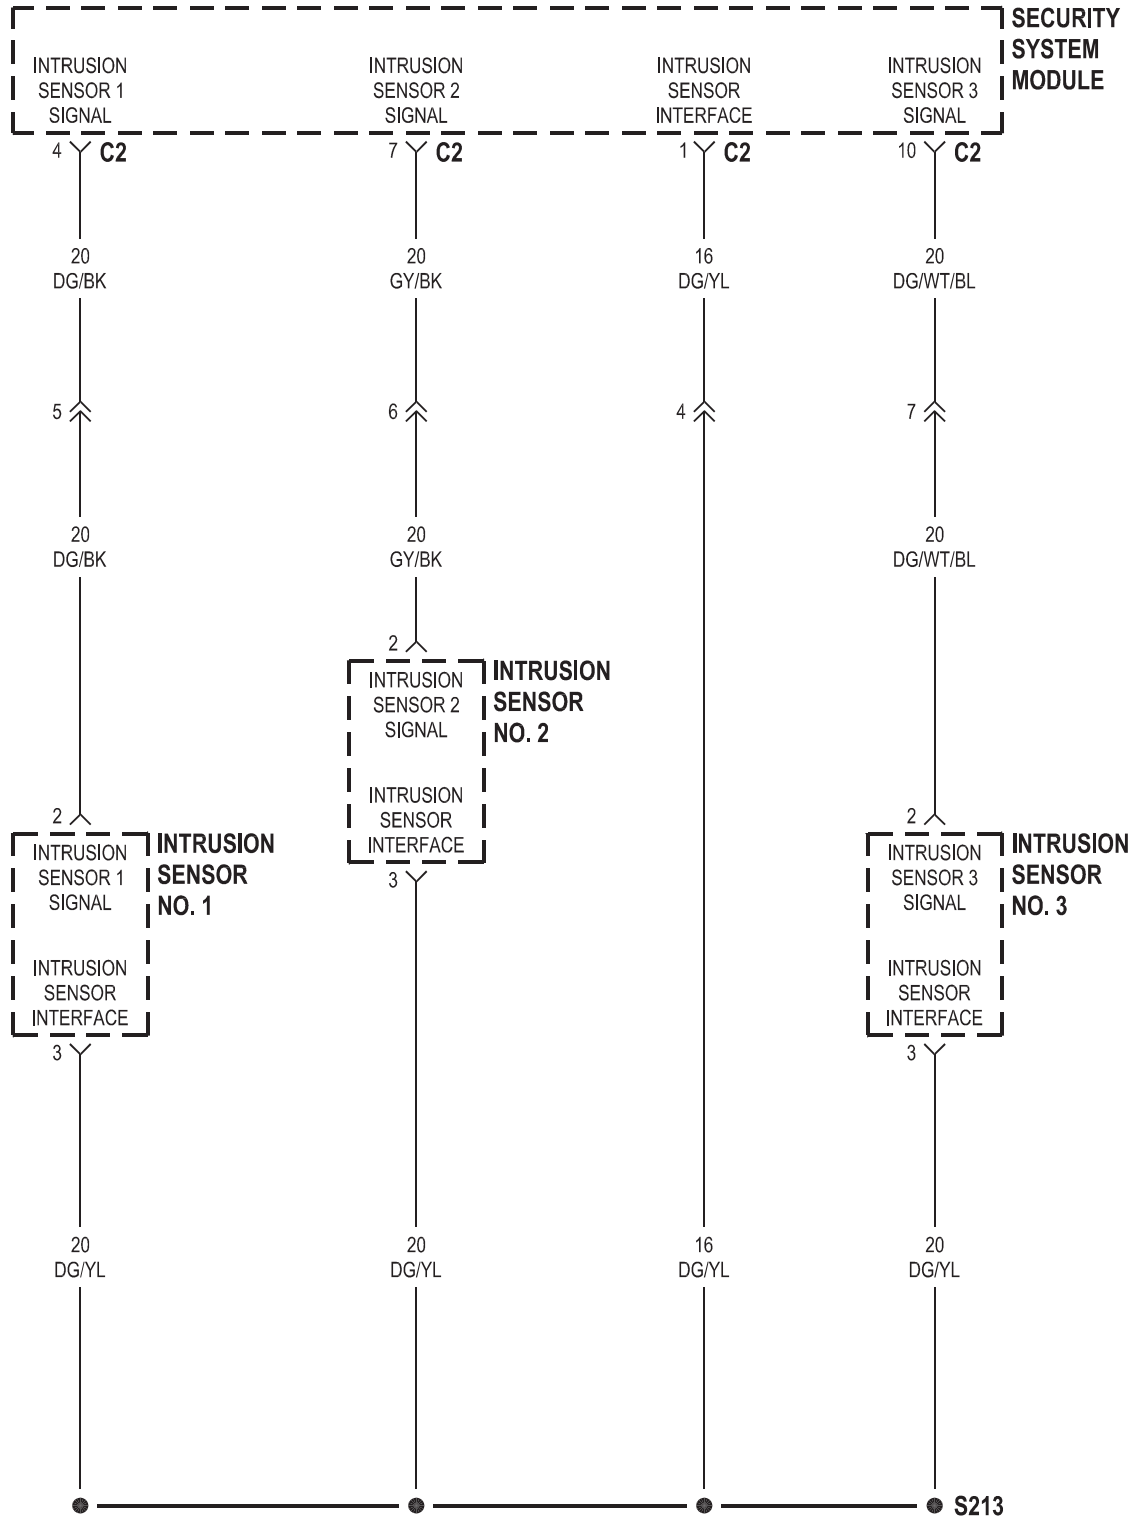 SECURITY
SYSTEM
MODULE
INTRUSION
SENSOR 1
SIGNAL
INTRUSION
SENSOR 2
SIGNAL
INTRUSION
SENSOR
INTERFACE
INTRUSION
SENSOR 3
SIGNAL
4 C2
7 C2
1 C2
10 C2
20
DG/BK
20
GY/BK
16
DG/YL
20
DG/WT/BL
5
6
4
7
20
DG/BK
20
GY/BK
20
DG/WT/BL
2
INTRUSION
SENSOR 2
SIGNAL
INTRUSION
SENSOR
INTERFACE
INTRUSION
SENSOR
NO. 2
3
2
INTRUSION
SENSOR 1
SIGNAL
INTRUSION
SENSOR
INTERFACE
INTRUSION
SENSOR
NO. 1
3
2
INTRUSION
SENSOR 3
SIGNAL
INTRUSION
SENSOR
INTERFACE
INTRUSION
SENSOR
NO. 3
3
20
DG/YL
20
DG/YL
16
DG/YL
20
DG/YL
S213